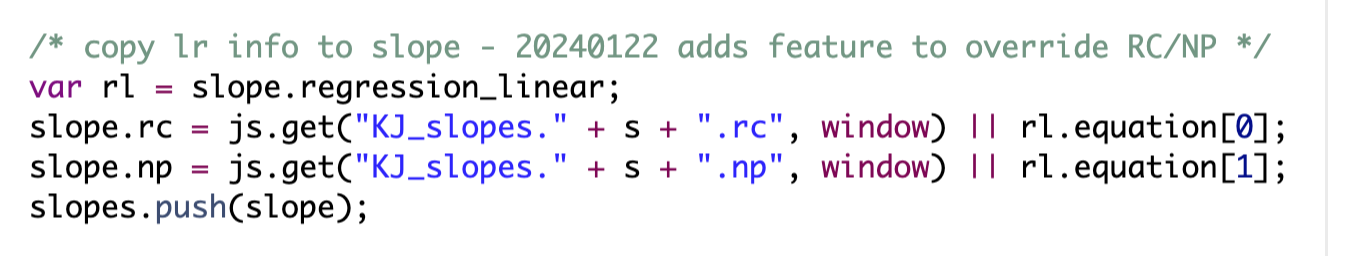 /* copy lr info to slope - 20240122 adds feature to override RC/NP */
var rl = slope.regression_linear;
slope.rc = js.get("KJ_slopes." + s + ".rc", window) || rl.equation[0];
slope.np = js.get("KJ_slopes." + s + ".np", window) || rl.equation[1];
slopes.push(slope);